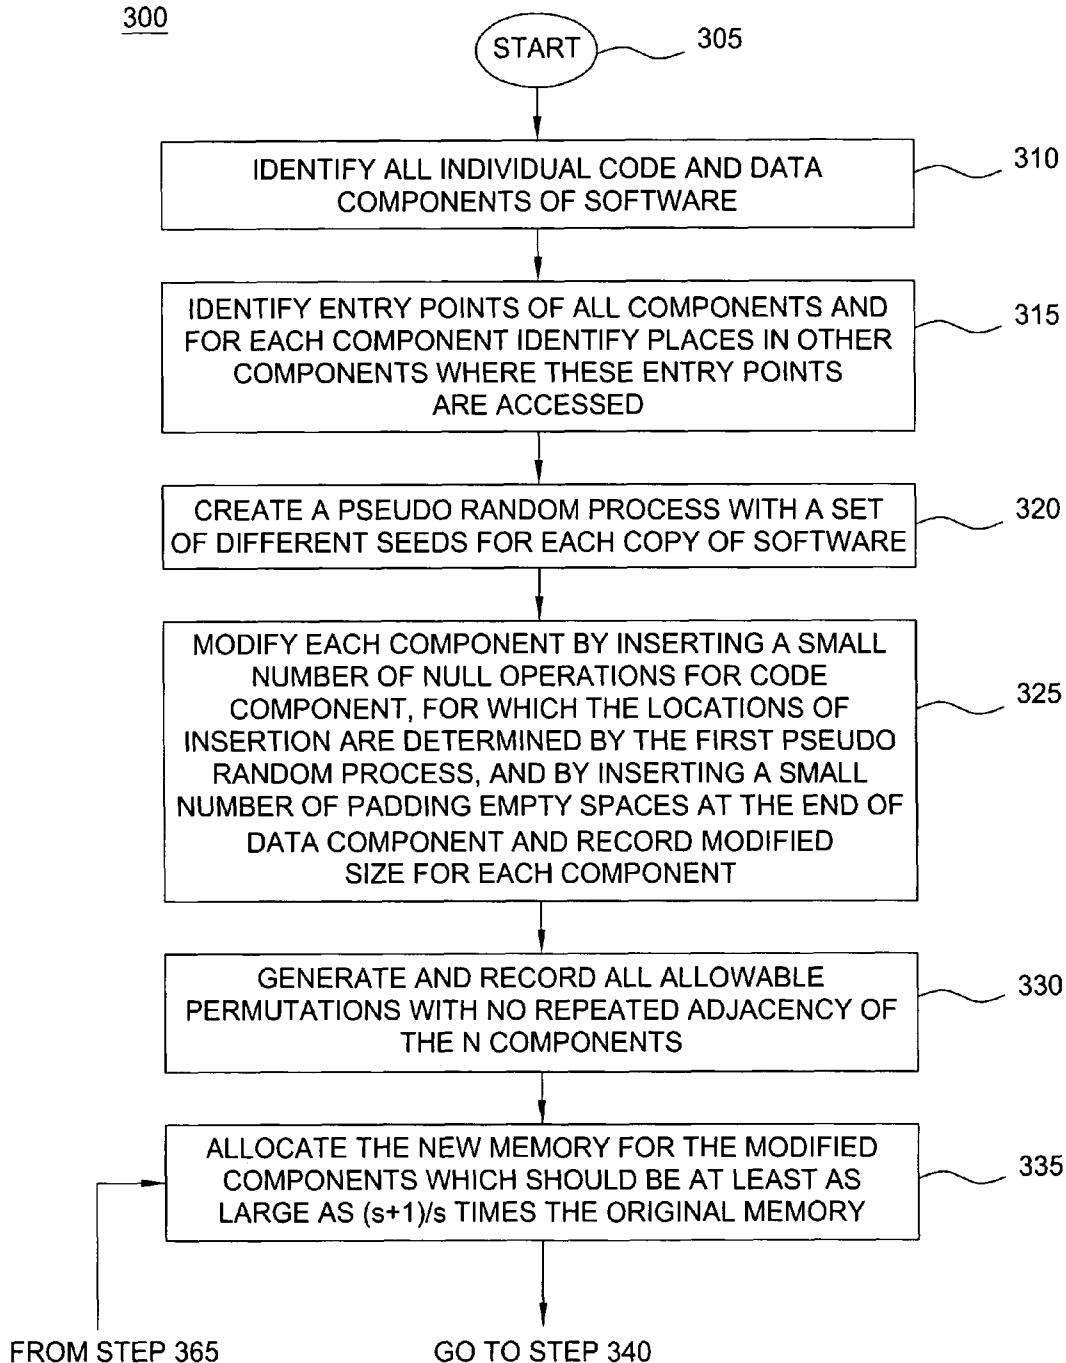 300
START
305
IDENTIFY ALL INDIVIDUAL CODE AND DATA
COMPONENTS OF SOFTWARE
310
IDENTIFY ENTRY POINTS OF ALL COMPONENTS AND
FOR EACH COMPONENT IDENTIFY PLACES IN OTHER
COMPONENTS WHERE THESE ENTRY POINTS
ARE ACCESSED
315
CREATE A PSEUDO RANDOM PROCESS WITH A SET
OF DIFFERENT SEEDS FOR EACH COPY OF SOFTWARE
320
MODIFY EACH COMPONENT BY INSERTING A SMALL
NUMBER OF NULL OPERATIONS FOR CODE
COMPONENT, FOR WHICH THE LOCATIONS OF
INSERTION ARE DETERMINED BY THE FIRST PSEUDO
RANDOM PROCESS, AND BY INSERTING A SMALL
NUMBER OF PADDING EMPTY SPACES AT THE END OF
DATA COMPONENT AND RECORD MODIFIED
SIZE FOR EACH COMPONENT
325
GENERATE AND RECORD ALL ALLOWABLE
PERMUTATIONS WITH NO REPEATED ADJACENCY OF
THE N COMPONENTS
330
ALLOCATE THE NEW MEMORY FOR THE MODIFIED
COMPONENTS WHICH SHOULD BE AT LEAST AS
LARGE AS (s+1)/s TIMES THE ORIGINAL MEMORY
335
FROM STEP 365
GO TO STEP 340